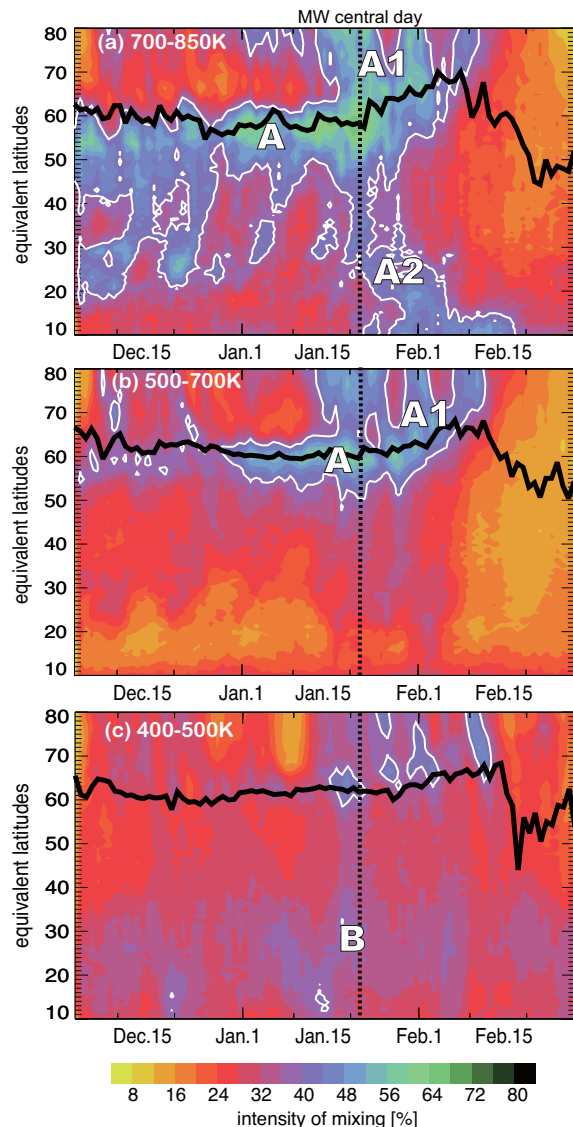 MW central day
80
(a) 700-850K
A1
70
60
A
50
40
30
A2
20
10
equivalent latitudes
Dec.15 Jan.1 Jan.15 Feb.1 Feb.15
80
(b) 500-700K
70
A1
60
A
50
40
30
20
10
equivalent latitudes
Dec.15 Jan.1 Jan.15 Feb.1 Feb.15
80
(c) 400-500K
70
60
50
40
30
B
20
10
equivalent latitudes
Dec.15 Jan.1 Jan.15 Feb.1 Feb.15
8 16 24 32 40 48 56 64 72 80
intensity of mixing [%]